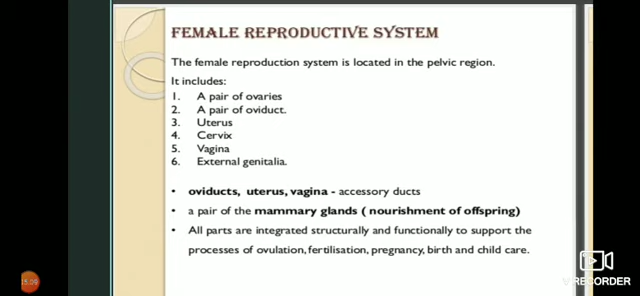 FEMALE REPRODUCTIVE SYSTEM
The female reproduction system is located in the pelvic region.
It includes:
1. A pair of ovaries
2. A pair of oviduct.
3. Uterus
4. Cervix
5. Vagina
6. External genitalia.
• oviducts, uterus, vagina - accessory ducts
• a pair of the mammary glands ( nourishment of offspring)
• All parts are integrated structurally and functionally to support the
processes of ovulation, fertilisation, pregnancy, birth and child care.
V RECORDER